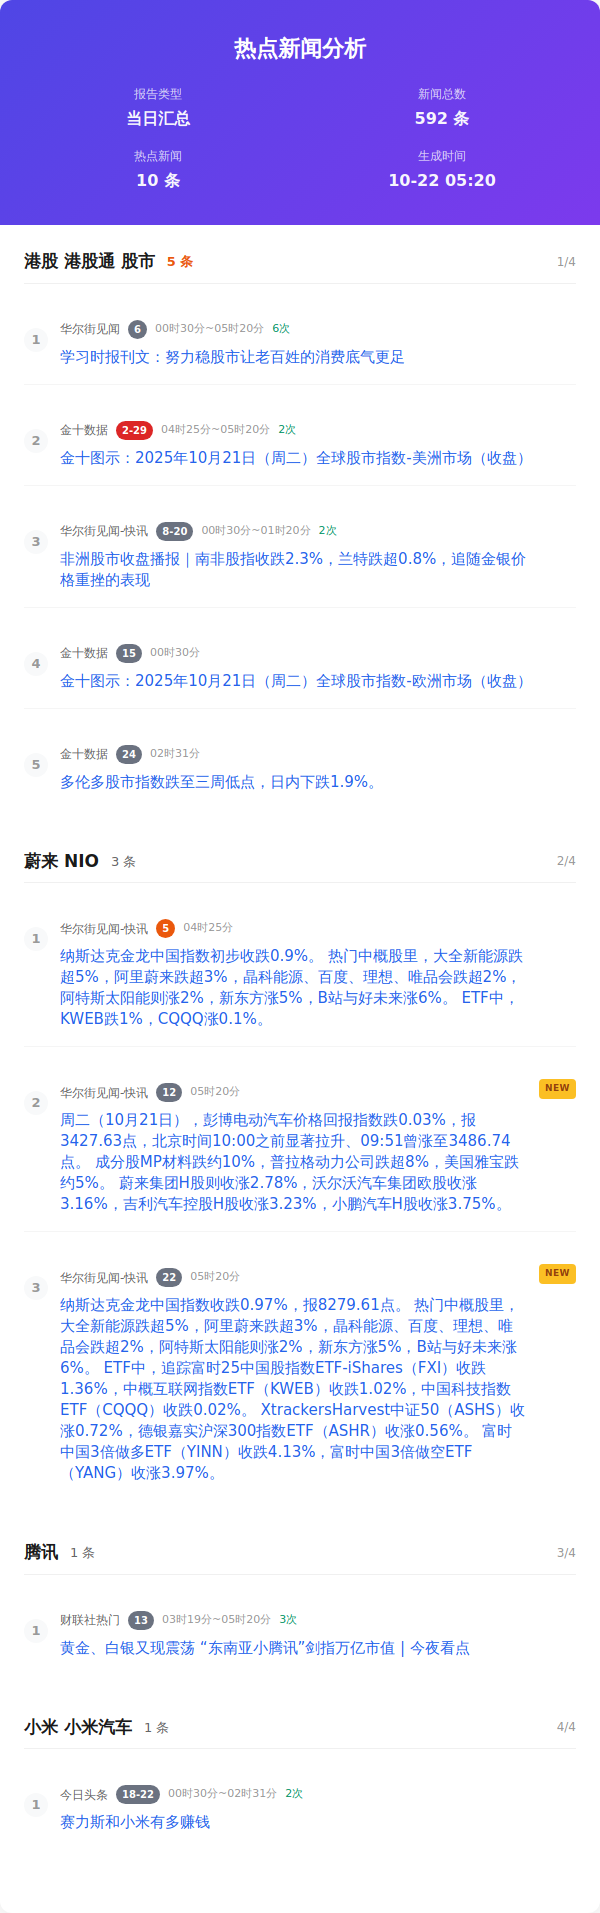 热点新闻分析
报告类型
新闻总数
当日汇总
592 条
热点新闻
生成时间
10 条
10-22 05:20
港股 港股通 股市 5 条 1/4
1 华尔街见闻 6 00时30分~05时20分 6次
学习时报刊文：努力稳股市让老百姓的消费底气更足
2 金十数据 2-29 04时25分~05时20分 2次
金十图示：2025年10月21日（周二）全球股市指数-美洲市场（收盘）
3 华尔街见闻-快讯 8-20 00时30分~01时20分 2次
非洲股市收盘播报｜南非股指收跌2.3%，兰特跌超0.8%，追随金银价
格重挫的表现
4 金十数据 15 00时30分
金十图示：2025年10月21日（周二）全球股市指数-欧洲市场（收盘）
5 金十数据 24 02时31分
多伦多股市指数跌至三周低点，日内下跌1.9%。
蔚来 NIO 3 条 2/4
1 华尔街见闻-快讯 5 04时25分
纳斯达克金龙中国指数初步收跌0.9%。 热门中概股里，大全新能源跌
超5%，阿里蔚来跌超3%，晶科能源、百度、理想、唯品会跌超2%，
阿特斯太阳能则涨2%，新东方涨5%，B站与好未来涨6%。 ETF中，
KWEB跌1%，CQQQ涨0.1%。
2 华尔街见闻-快讯 12 05时20分 NEW
周二（10月21日），彭博电动汽车价格回报指数跌0.03%，报
3427.63点，北京时间10:00之前显著拉升、09:51曾涨至3486.74
点。 成分股MP材料跌约10%，普拉格动力公司跌超8%，美国雅宝跌
约5%。 蔚来集团H股则收涨2.78%，沃尔沃汽车集团欧股收涨
3.16%，吉利汽车控股H股收涨3.23%，小鹏汽车H股收涨3.75%。
3 华尔街见闻-快讯 22 05时20分 NEW
纳斯达克金龙中国指数收跌0.97%，报8279.61点。 热门中概股里，
大全新能源跌超5%，阿里蔚来跌超3%，晶科能源、百度、理想、唯
品会跌超2%，阿特斯太阳能则涨2%，新东方涨5%，B站与好未来涨
6%。 ETF中，追踪富时25中国股指数ETF-iShares（FXI）收跌
1.36%，中概互联网指数ETF（KWEB）收跌1.02%，中国科技指数
ETF（CQQQ）收跌0.02%。 XtrackersHarvest中证50（ASHS）收
涨0.72%，德银嘉实沪深300指数ETF（ASHR）收涨0.56%。 富时
中国3倍做多ETF（YINN）收跌4.13%，富时中国3倍做空ETF
（YANG）收涨3.97%。
腾讯 1 条 3/4
1 财联社热门 13 03时19分~05时20分 3次
黄金、白银又现震荡 “东南亚小腾讯”剑指万亿市值 | 今夜看点
小米 小米汽车 1 条 4/4
1 今日头条 18-22 00时30分~02时31分 2次
赛力斯和小米有多赚钱